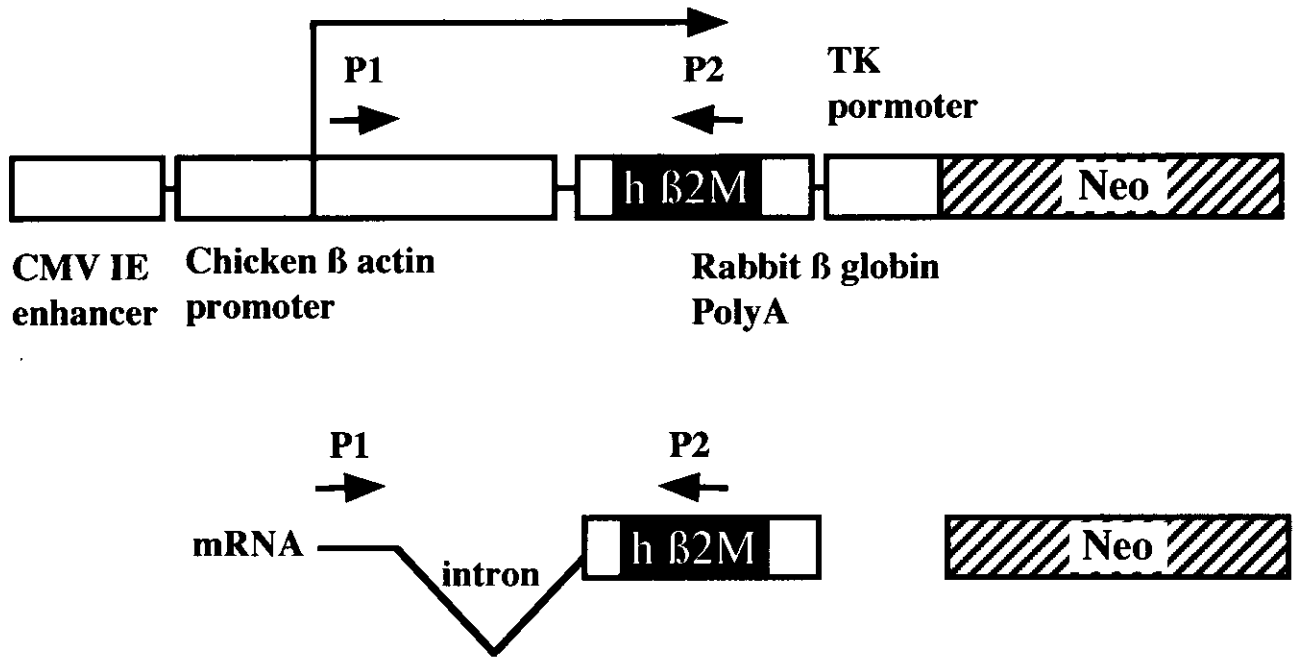 P1
P2
TK
pormoter
h ß2M
Neo
CMV IE
enhancer
Chicken ß actin
promoter
Rabbit ß globin
PolyA
P1
P2
mRNA
intron
h ß2M
Neo